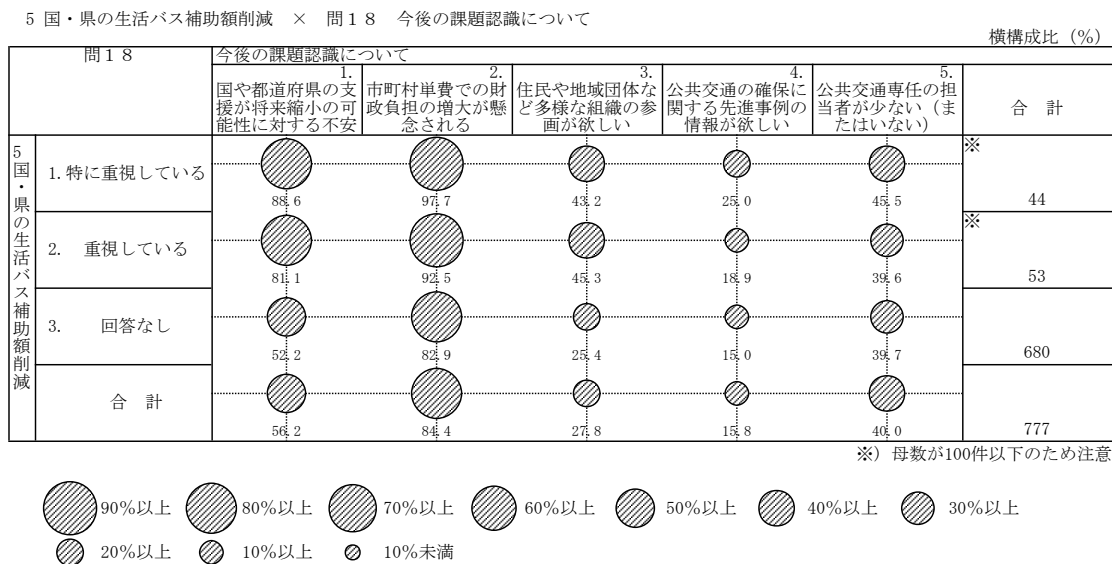 5 国・県の生活バス補助額削減 × 問18 今後の課題認識について
横構成比(%)
問18
今後の課題認識について
1.
国や都道府県の支
援が将来縮小の可
能性に対する不安
2.
市町村単費での財
政負担の増大が懸
念される
3.
住民や地域団体な
ど多様な組織の参
画が欲しい
4.
公共交通の確保に
関する先進事例の
情報が欲しい
5.
公共交通専任の担
当者が少ない(ま
たはいない)
合 計
5国・県の生活バス補助額削減
1. 特に重視している
88.6 97.7 43.2 25.0 45.5 ※ 44
2. 重視している
81.1 92.5 45.3 18.9 39.6 ※ 53
3. 回答なし
52.2 82.9 25.4 15.0 39.7 680
合 計
56.2 84.4 27.8 15.8 40.0 777
※)母数が100件以下のため注意
90%以上 80%以上 70%以上 60%以上 50%以上 40%以上 30%以上
20%以上 10%以上 10%未満